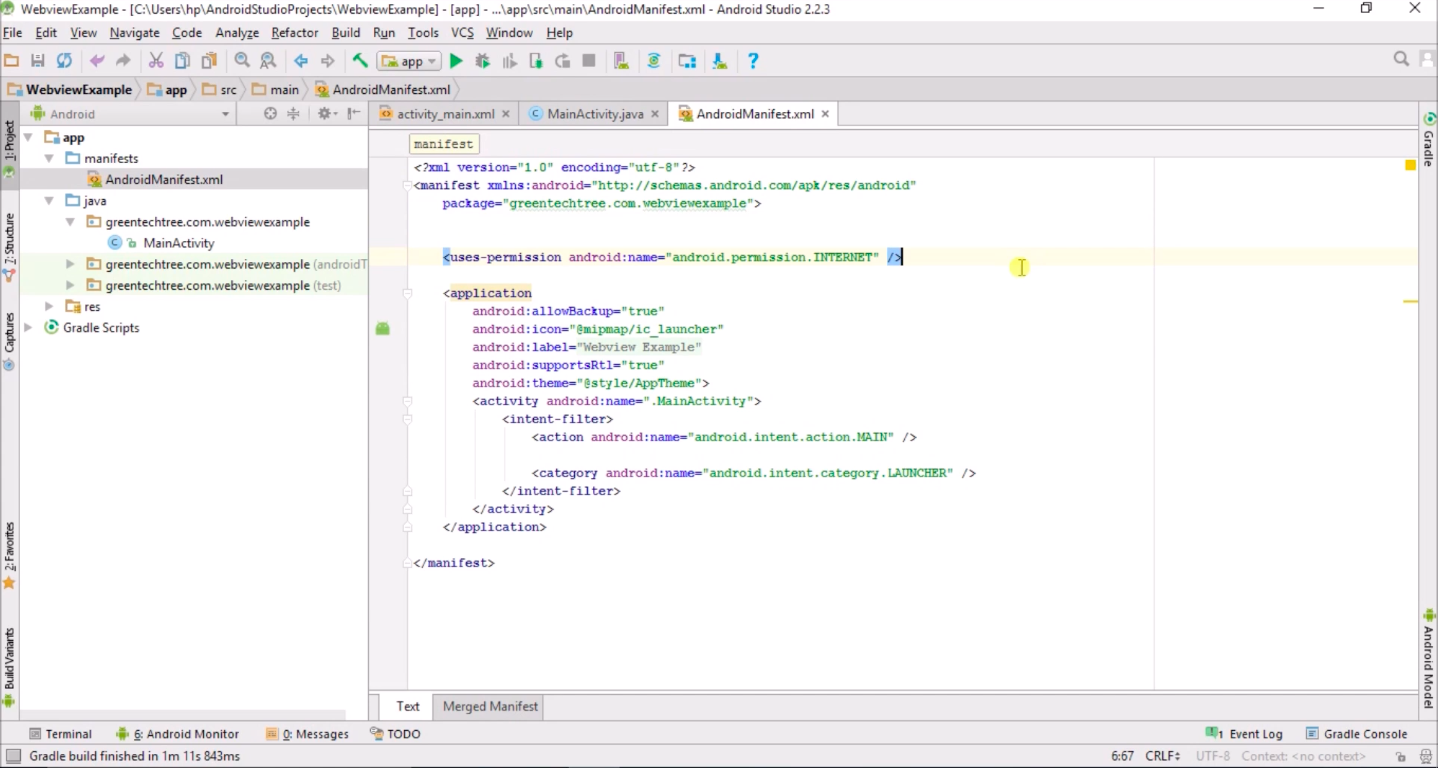 WebviewExample - [C:\Users\hp\AndroidStudioProjects\WebviewExample] - [app] - ...\app\src\main\AndroidManifest.xml - Android Studio 2.2.3
File Edit View Navigate Code Analyze Refactor Build Run Tools VCS Window Help
app
WebviewExample app src main AndroidManifest.xml
Android
activity_main.xml MainActivity.java AndroidManifest.xml
1: Project
7: Structure
Captures
2: Favorites
Build Variants
app
manifests
AndroidManifest.xml
java
greentechtree.com.webviewexample
MainActivity
greentechtree.com.webviewexample (androidT
greentechtree.com.webviewexample (test)
res
Gradle Scripts
manifest
<?xml version="1.0" encoding="utf-8"?>
<manifest xmlns:android="http://schemas.android.com/apk/res/android"
package="greentechtree.com.webviewexample">
<uses-permission android:name="android.permission.INTERNET" />
<application
android:allowBackup="true"
android:icon="@mipmap/ic_launcher"
android:label="Webview Example"
android:supportsRtl="true"
android:theme="@style/AppTheme">
<activity android:name=".MainActivity">
<intent-filter>
<action android:name="android.intent.action.MAIN" />
<category android:name="android.intent.category.LAUNCHER" />
</intent-filter>
</activity>
</application>
</manifest>
Gradle
Android Model
Text Merged Manifest
Terminal 6: Android Monitor 0: Messages TODO 1 Event Log Gradle Console
Gradle build finished in 1m 11s 843ms 6:67 CRLF UTF-8 Context: <no context>